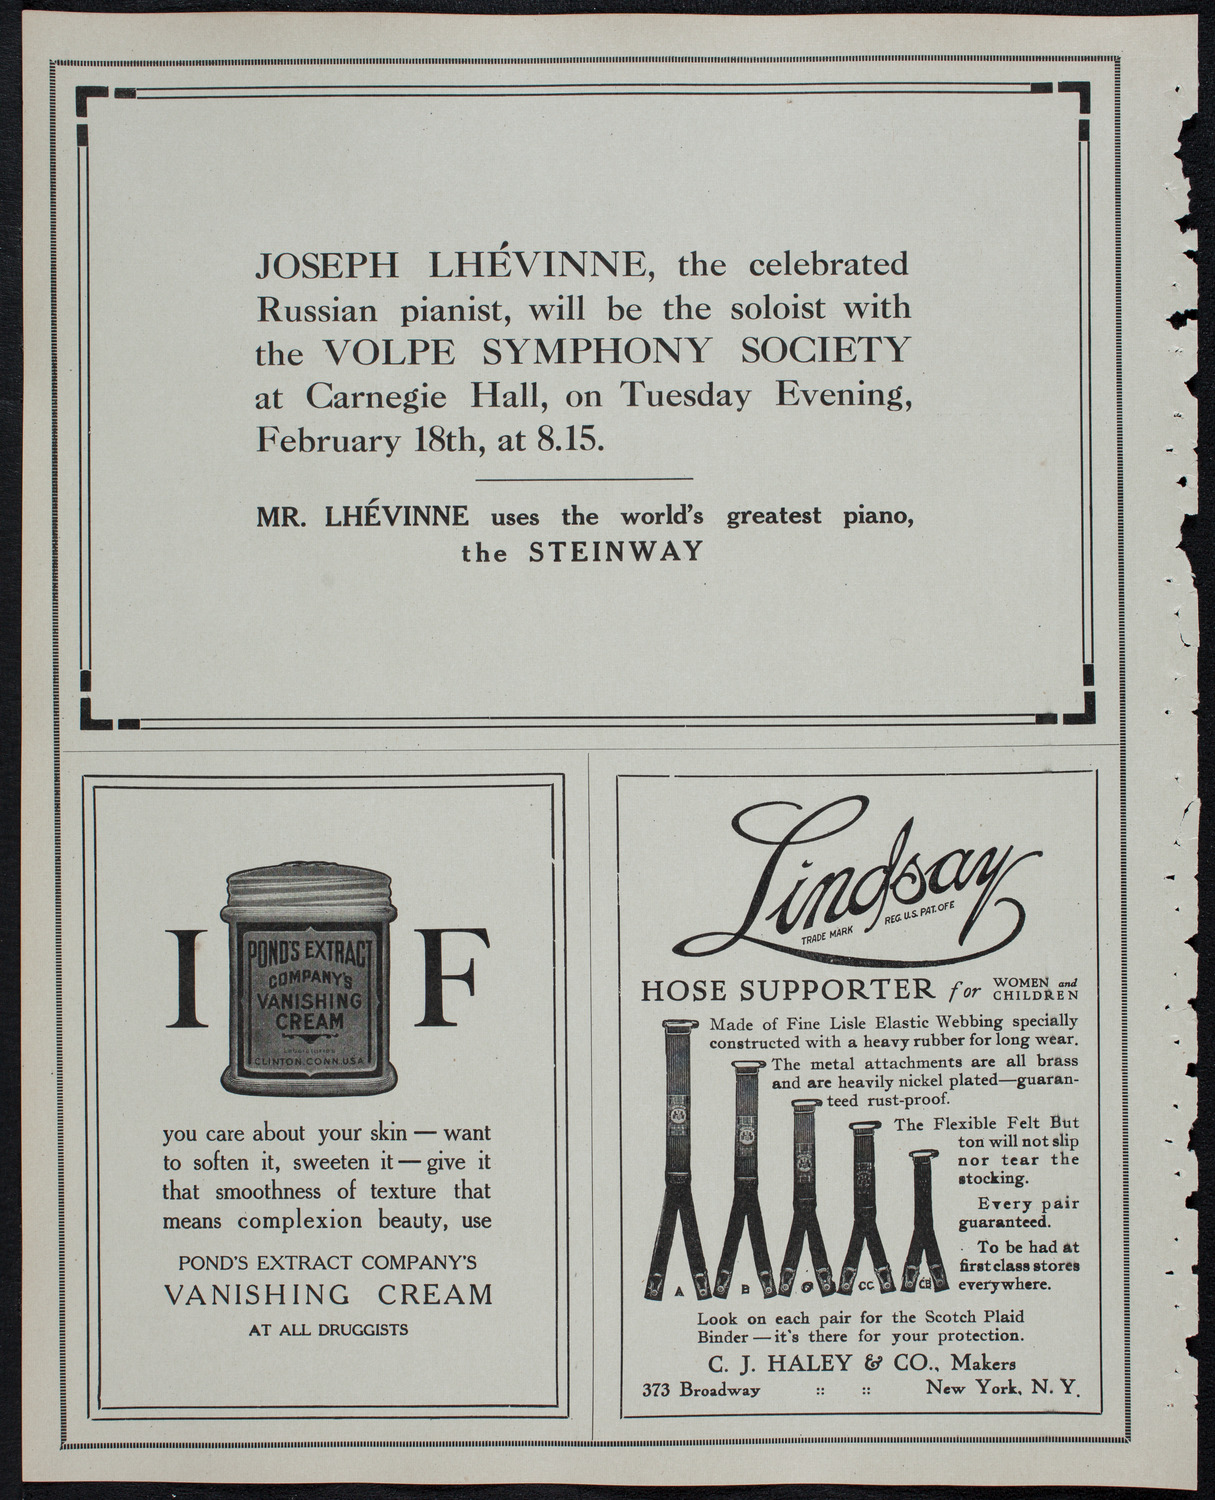 JOSEPH LHÉVINNE, the celebrated
Russian pianist, will be the soloist with
the VOLPE SYMPHONY SOCIETY
at Carnegie Hall, on Tuesday Evening,
February 18th, at 8.15.
MR. LHÉVINNE uses the world's greatest piano,
the STEINWAY
I F
POND'S EXTRACT
COMPANY'S
VANISHING
CREAM
Laboratories
CLINTON.CONN.USA
you care about your skin — want
to soften it, sweeten it — give it
that smoothness of texture that
means complexion beauty, use
POND'S EXTRACT COMPANY'S
VANISHING CREAM
AT ALL DRUGGISTS
Lindsay
TRADE MARK REG. U.S. PAT. OFF.
HOSE SUPPORTER for WOMEN and CHILDREN
Made of Fine Lisle Elastic Webbing specially
constructed with a heavy rubber for long wear.
The metal attachments are all brass
and are heavily nickel plated—guaran-
teed rust-proof.
The Flexible Felt But
ton will not slip
nor tear the
stocking.
Every pair
guaranteed.
To be had at
first class stores
everywhere.
A B C CC CB
Look on each pair for the Scotch Plaid
Binder — it's there for your protection.
C. J. HALEY & CO., Makers
373 Broadway :: :: New York, N. Y.